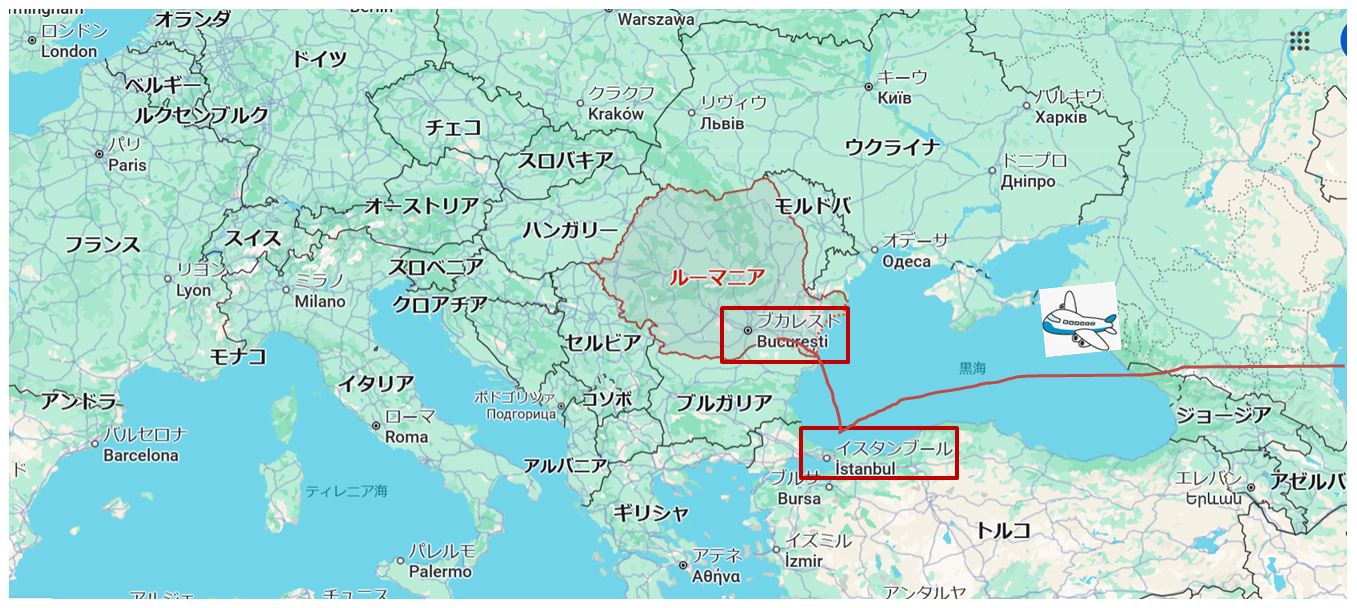 mingham
オランダ
Berlin
Warszawa
ロンドン
London
ドイツ
ベルギー
ルクセンブルク
キーウ
Київ
クラクフ
Kraków
リヴィウ
Львів
ハルキウ
Харків
チェコ
パリ
Paris
スロバキア
ウクライナ
ドニプロ
Дніпро
オーストリア
モルドバ
ハンガリー
フランス
スイス
オデーサ
Одеса
リヨン
Lyon
ミラノ
Milano
スロベニア
ルーマニア
クロアチア
ブカレスト
București
セルビア
モナコ
黒海
イタリア
アンドラ
ポドゴリツァ
Подгорица
コソボ
ブルガリア
ジョージア
ローマ
Roma
バルセロナ
Barcelona
イスタンブール
İstanbul
アルバニア
ド
ブルサ
Bursa
エレバン
Երևան
アゼルバ
ティレニア海
ギリシャ
トルコ
イズミル
İzmir
パレルモ
Palermo
アテネ
Αθήνα
アルジェ
チュニス
アンタルヤ